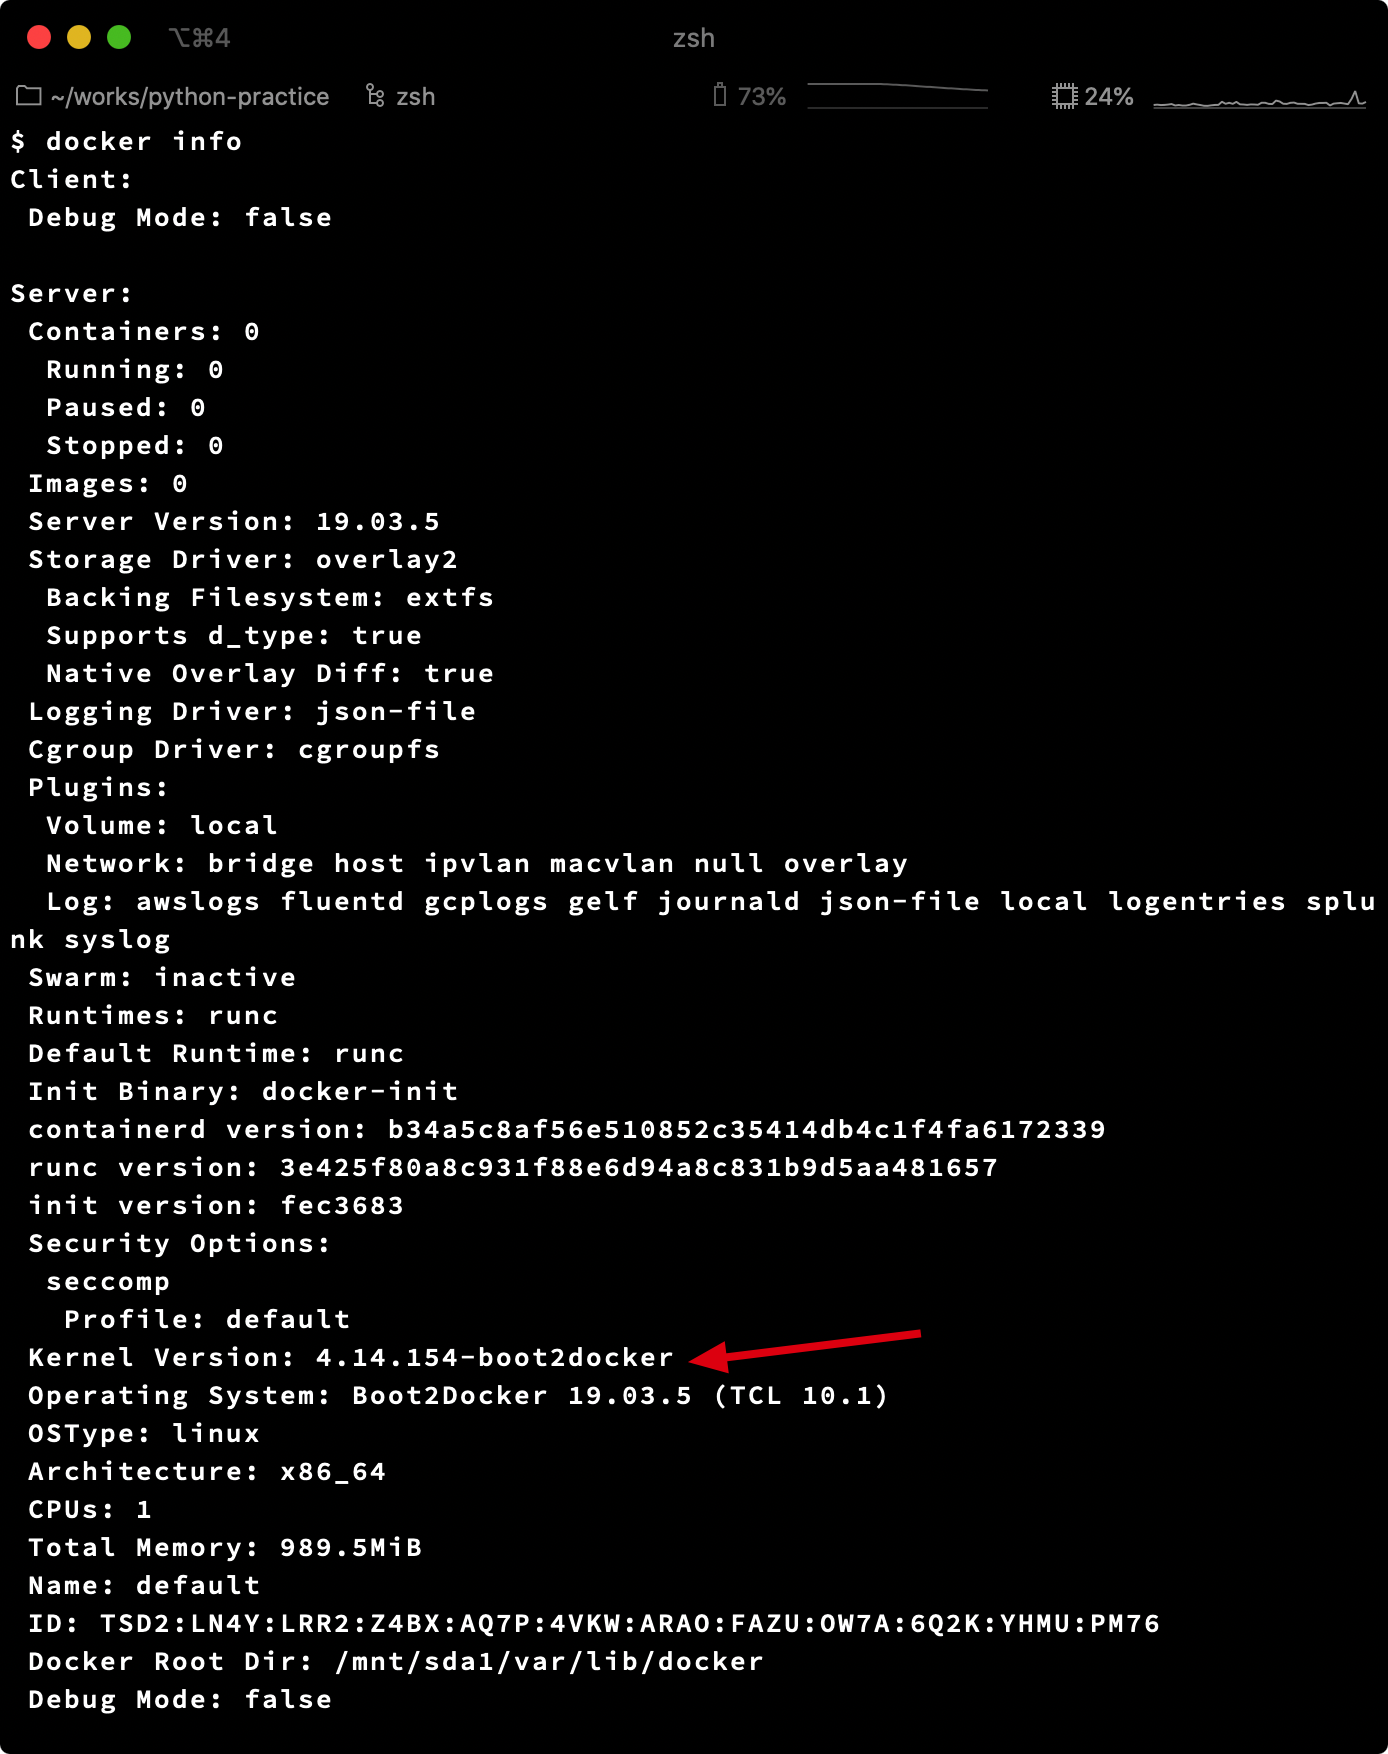 ⌥⌘4
zsh
~/works/python-practice zsh 73% 24%
$ docker info
Client:
 Debug Mode: false

Server:
 Containers: 0
  Running: 0
  Paused: 0
  Stopped: 0
 Images: 0
 Server Version: 19.03.5
 Storage Driver: overlay2
  Backing Filesystem: extfs
  Supports d_type: true
  Native Overlay Diff: true
 Logging Driver: json-file
 Cgroup Driver: cgroupfs
 Plugins:
  Volume: local
  Network: bridge host ipvlan macvlan null overlay
  Log: awslogs fluentd gcplogs gelf journald json-file local logentries splu
nk syslog
 Swarm: inactive
 Runtimes: runc
 Default Runtime: runc
 Init Binary: docker-init
 containerd version: b34a5c8af56e510852c35414db4c1f4fa6172339
 runc version: 3e425f80a8c931f88e6d94a8c831b9d5aa481657
 init version: fec3683
 Security Options:
  seccomp
   Profile: default
 Kernel Version: 4.14.154-boot2docker
 Operating System: Boot2Docker 19.03.5 (TCL 10.1)
 OSType: linux
 Architecture: x86_64
 CPUs: 1
 Total Memory: 989.5MiB
 Name: default
 ID: TSD2:LN4Y:LRR2:Z4BX:AQ7P:4VKW:ARAO:FAZU:OW7A:6Q2K:YHMU:PM76
 Docker Root Dir: /mnt/sda1/var/lib/docker
 Debug Mode: false